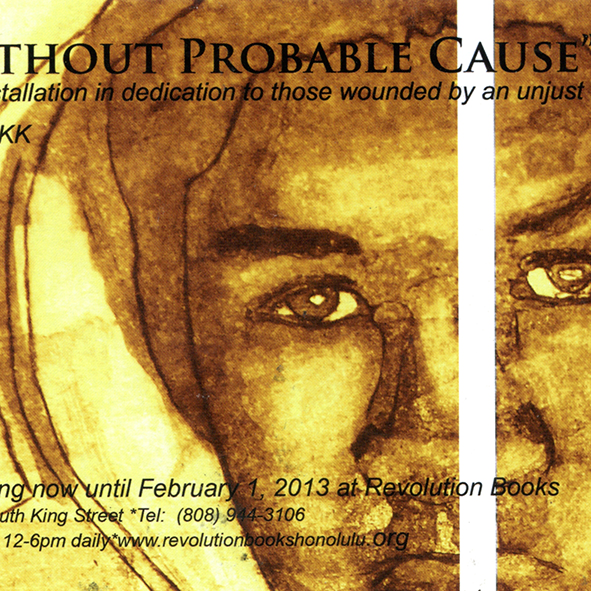 THOUT PROBABLE CAUSE"
stallation in dedication to those wounded by an unjust
KK
ng now until February 1, 2013 at Revolution Books
uth King Street *Tel: (808) 944-3106
12-6pm daily*www.revolutionbookshonolulu.org